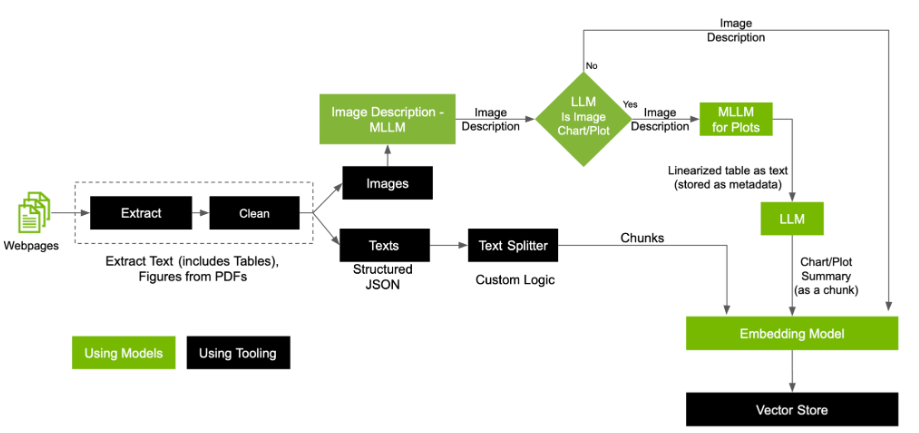 Image
Description
No
LLM
Is Image
Chart/Plot
Yes
Image Description -
MLLM
Image
Description
Image
Description
MLLM
for Plots
Linearized table as text
(stored as metadata)
LLM
Images
Webpages
Extract
Clean
Extract Text (includes Tables),
Figures from PDFs
Texts
Structured
JSON
Text Splitter
Custom Logic
Chunks
Chart/Plot
Summary
(as a chunk)
Embedding Model
Vector Store
Using Models
Using Tooling